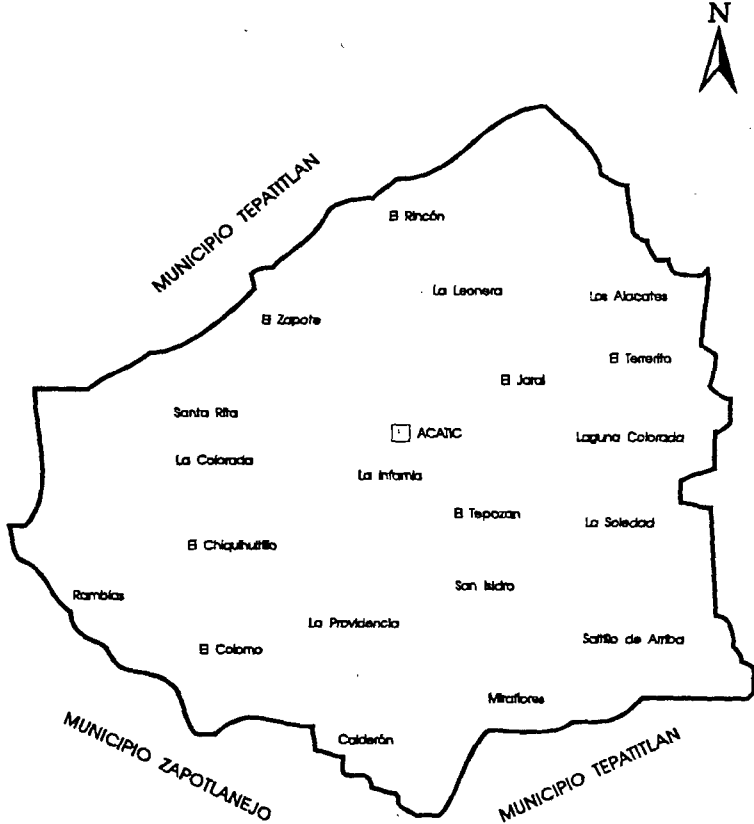 N
MUNICIPIO TEPATITLAN
El Rincón
La Leonera
Los Alacates
El Zapote
El Terrerito
El Jaral
Santa Rita
ACATIC
Laguna Colorada
La Colorada
La Infamia
El Tepozan
La Soledad
El Chiquihuitillo
San Isidro
Ramblas
La Providencia
Saltillo de Arriba
El Colomo
Miraflores
Calderón
MUNICIPIO ZAPOTLANEJO
MUNICIPIO TEPATITLAN